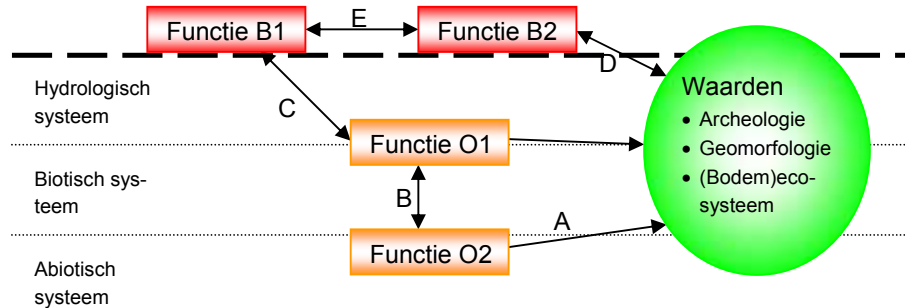 Functie B1
E
Functie B2
D
Hydrologisch
systeem
C
Waarden
• Archeologie
• Geomorfologie
• (Bodem)eco-
systeem
Functie O1
Biotisch sys-
teem
B
A
Functie O2
Abiotisch
systeem